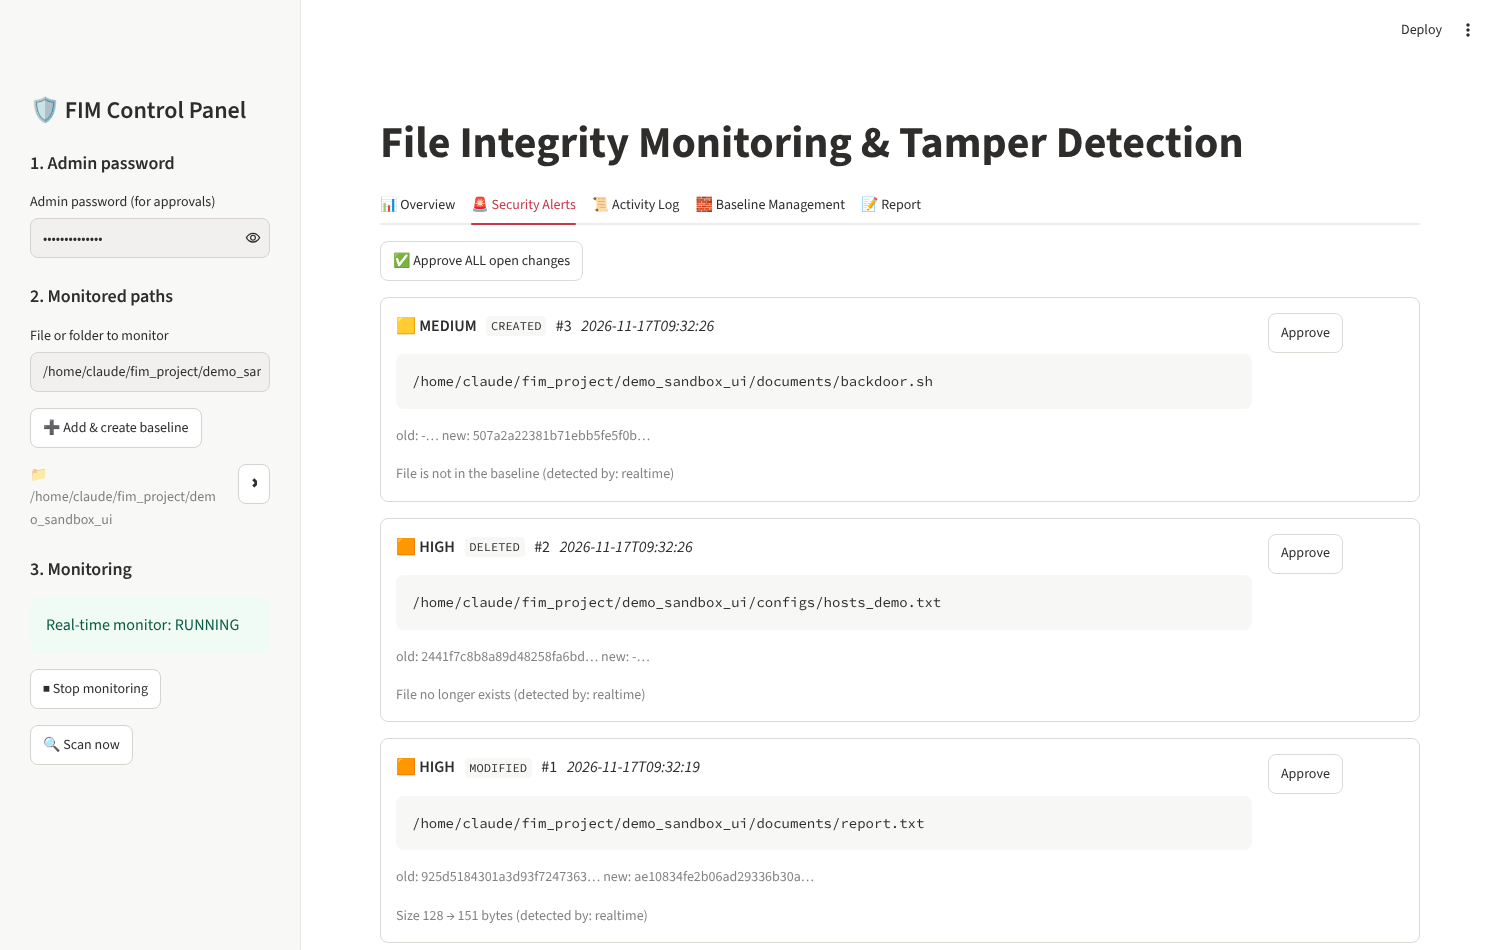 Deploy
🛡️ FIM Control Panel
1. Admin password
Admin password (for approvals)
••••••••••••••
2. Monitored paths
File or folder to monitor
/home/claude/fim_project/demo_sar
➕ Add & create baseline
📁
/home/claude/fim_project/dem
o_sandbox_ui
3. Monitoring
Real-time monitor: RUNNING
⏹ Stop monitoring
🔍 Scan now
File Integrity Monitoring & Tamper Detection
📊 Overview 🚨 Security Alerts 📜 Activity Log 🧱 Baseline Management 📝 Report
✅ Approve ALL open changes
🟨 MEDIUM CREATED #3 2026-11-17T09:32:26
Approve
/home/claude/fim_project/demo_sandbox_ui/documents/backdoor.sh
old: -… new: 507a2a22381b71ebb5fe5f0b…
File is not in the baseline (detected by: realtime)
🟧 HIGH DELETED #2 2026-11-17T09:32:26
Approve
/home/claude/fim_project/demo_sandbox_ui/configs/hosts_demo.txt
old: 2441f7c8b8a89d48258fa6bd… new: -…
File no longer exists (detected by: realtime)
🟧 HIGH MODIFIED #1 2026-11-17T09:32:19
Approve
/home/claude/fim_project/demo_sandbox_ui/documents/report.txt
old: 925d5184301a3d93f7247363… new: ae10834fe2b06ad29336b30a…
Size 128 → 151 bytes (detected by: realtime)